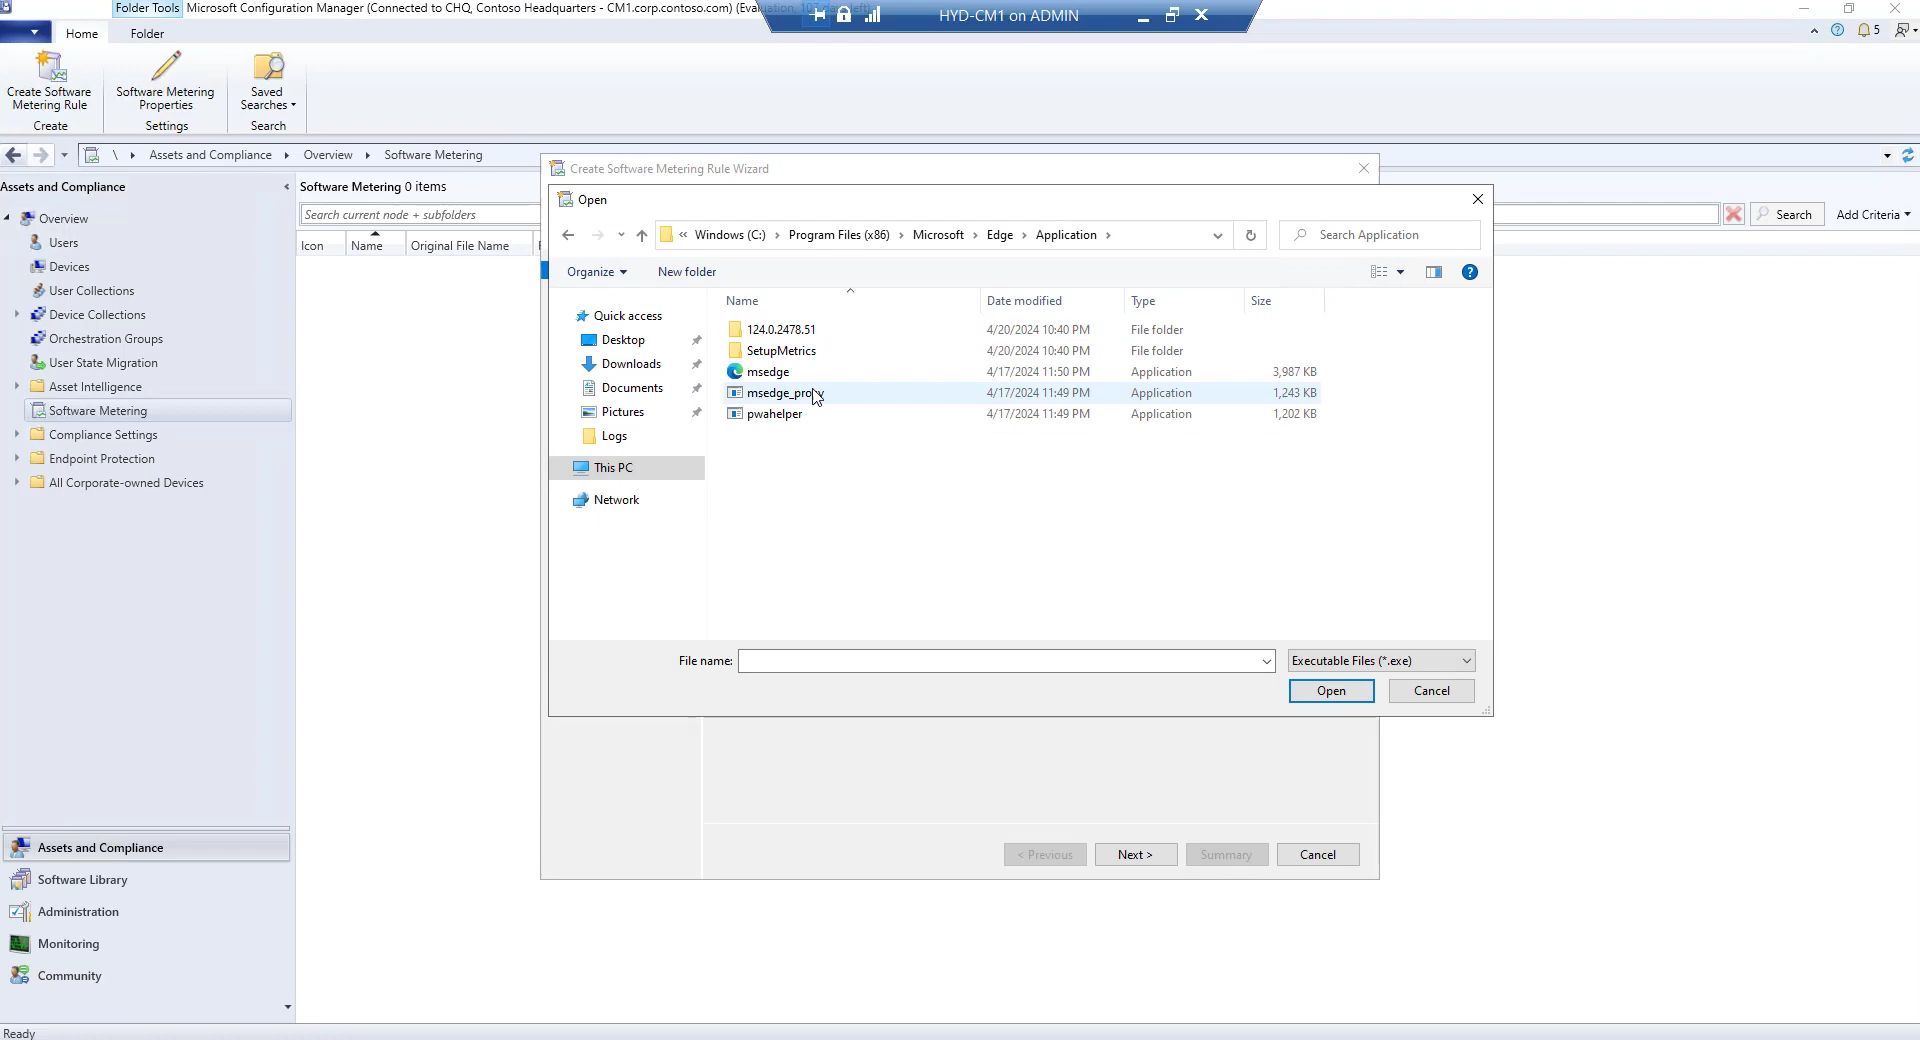 Folder Tools Microsoft Configuration Manager (Connected to CHQ, Contoso Headquarters - CM1.corp.contoso.com) (Evaluation, 107 days left)
HYD-CM1 on ADMIN
Home Folder
5
Create Software Metering Rule
Software Metering Properties
Saved Searches
Create Settings Search
\ Assets and Compliance Overview Software Metering
Assets and Compliance
Overview
Users
Devices
User Collections
Device Collections
Orchestration Groups
User State Migration
Asset Intelligence
Software Metering
Compliance Settings
Endpoint Protection
All Corporate-owned Devices
Assets and Compliance
Software Library
Administration
Monitoring
Community
Ready
Software Metering 0 items
Search current node + subfolders
Search Add Criteria
Icon Name Original File Name
Create Software Metering Rule Wizard
Open
« Windows (C:) › Program Files (x86) › Microsoft › Edge › Application ›
Search Application
Organize New folder
Quick access
Desktop
Downloads
Documents
Pictures
Logs
This PC
Network
Name Date modified Type Size
124.0.2478.51 4/20/2024 10:40 PM File folder
SetupMetrics 4/20/2024 10:40 PM File folder
msedge 4/17/2024 11:50 PM Application 3,987 KB
msedge_proxy 4/17/2024 11:49 PM Application 1,243 KB
pwahelper 4/17/2024 11:49 PM Application 1,202 KB
File name: Executable Files (*.exe)
Open Cancel
< Previous Next > Summary Cancel